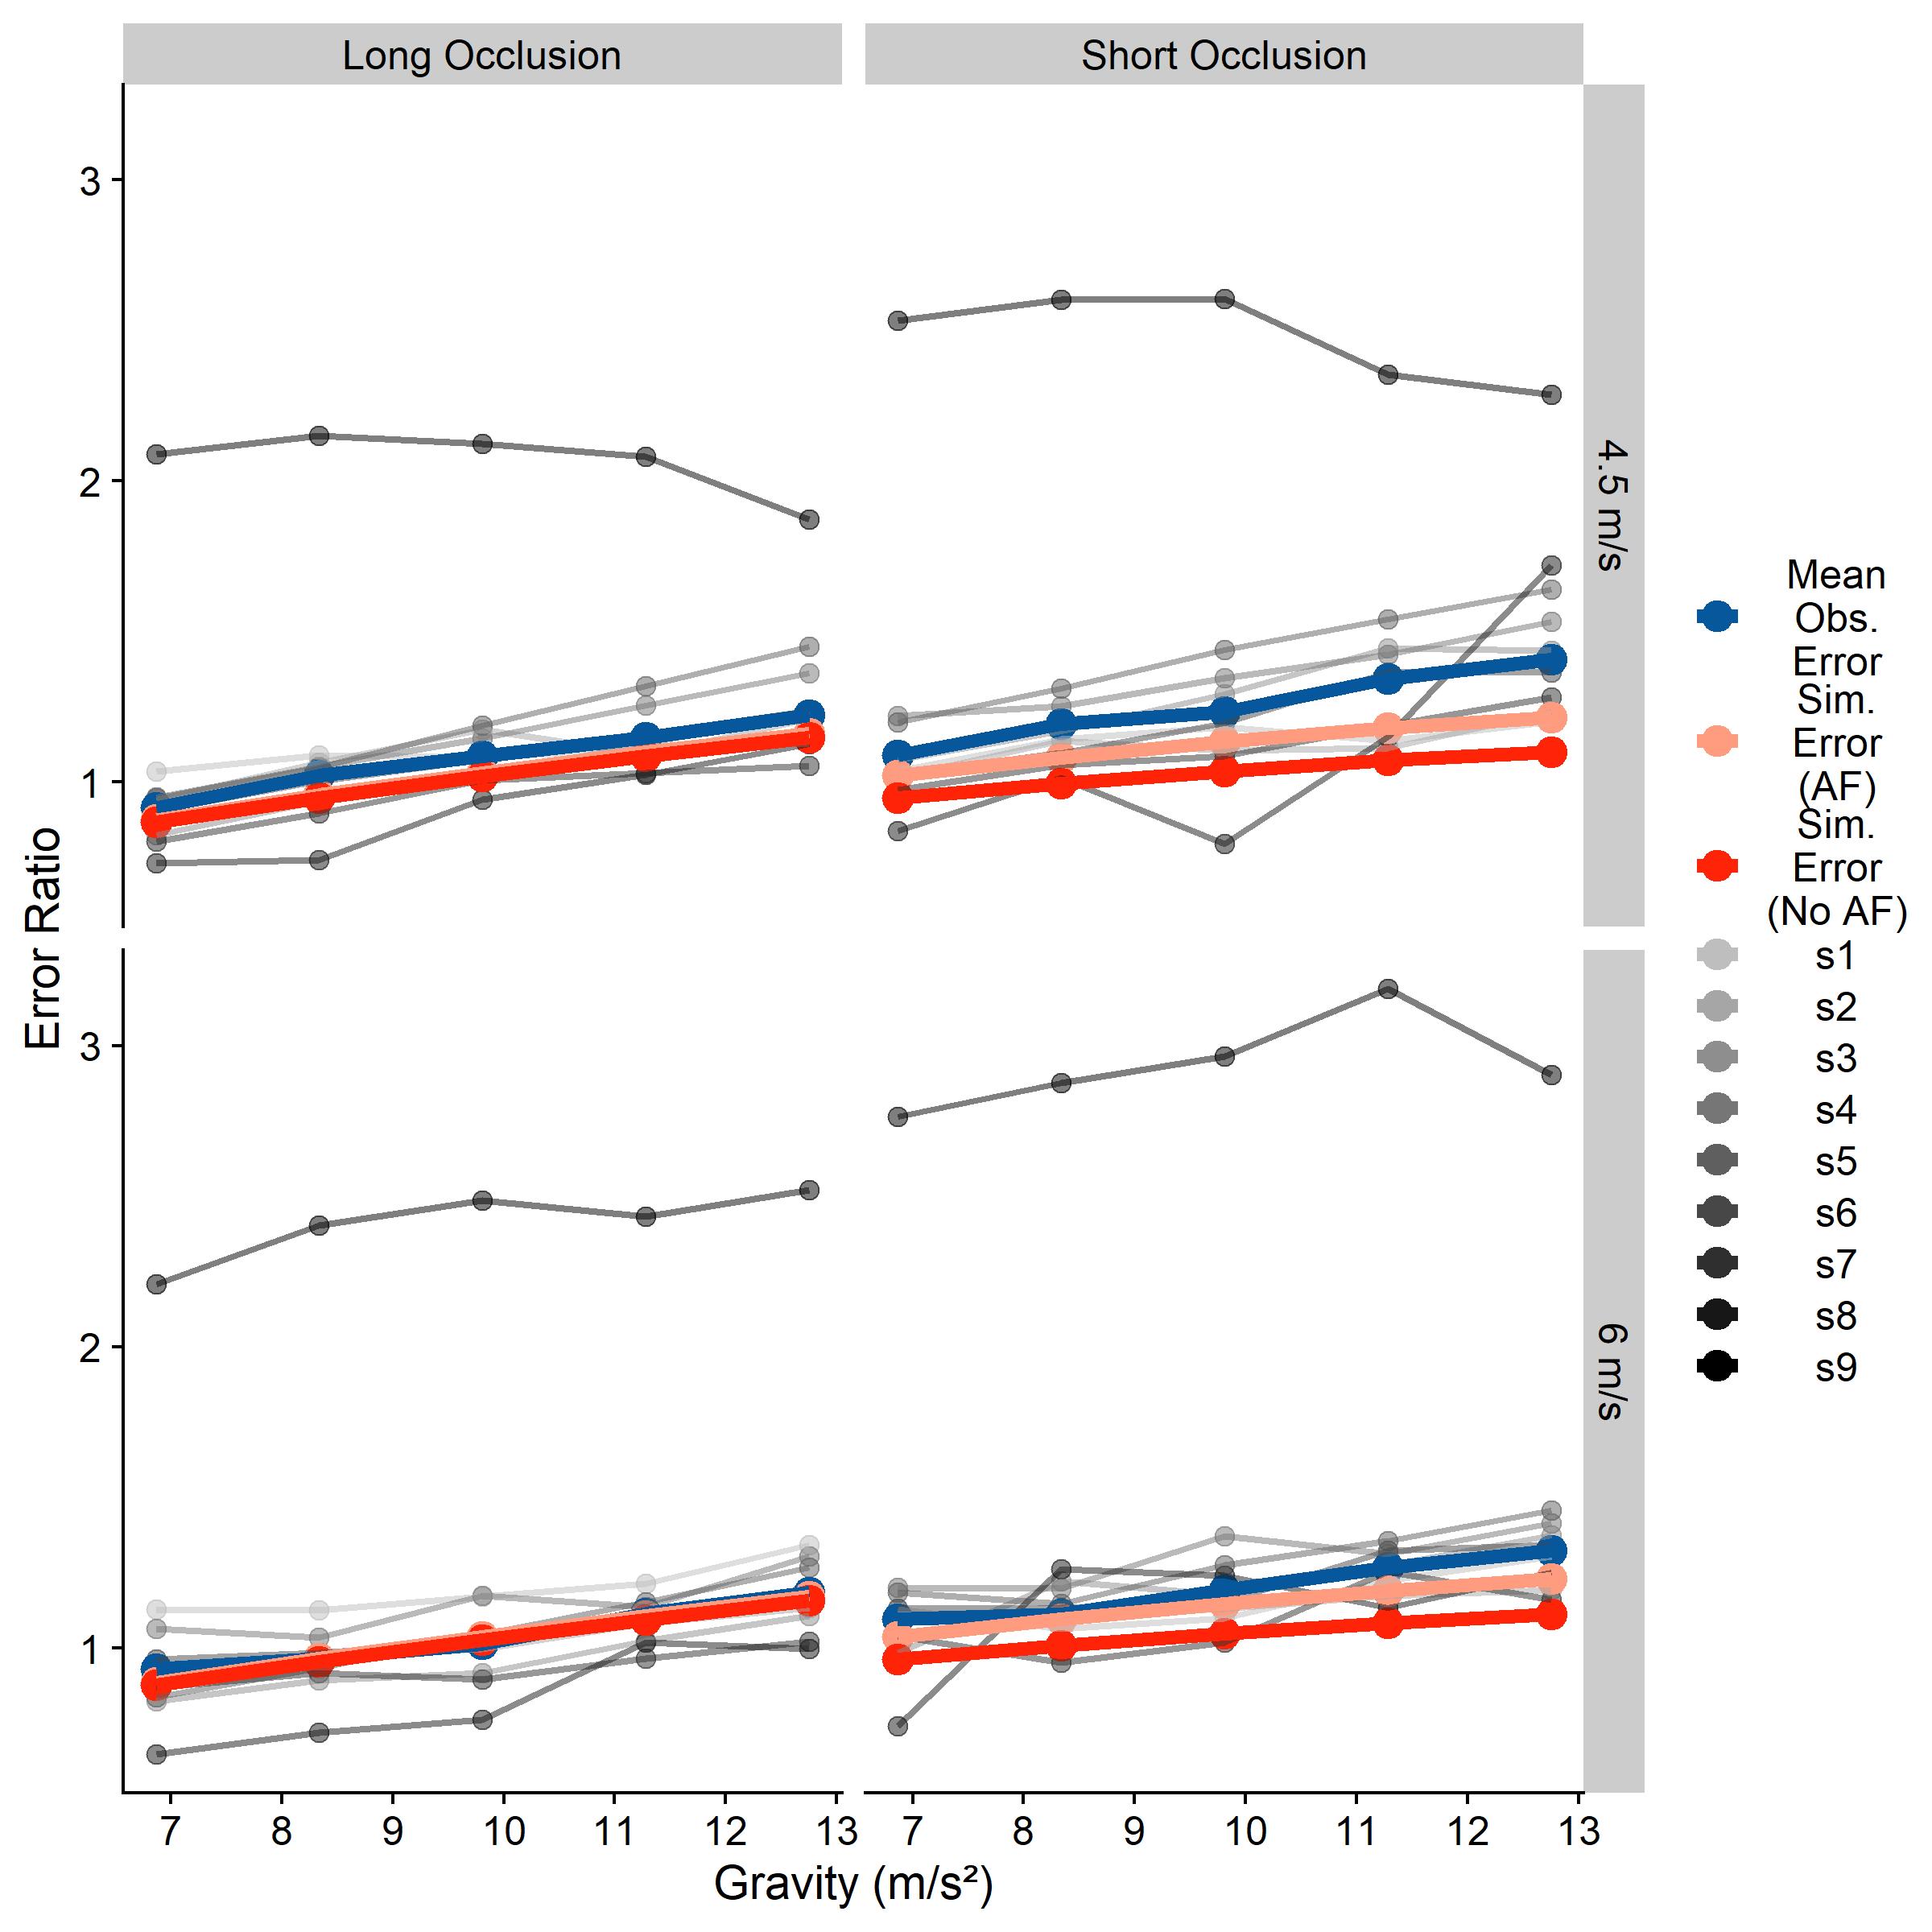 Long Occlusion
Short Occlusion
3
2
1
4.5 m/s
3
2
1
6 m/s
Error Ratio
7 8 9 10 11 12 13
7 8 9 10 11 12 13
Gravity (m/s²)
Mean
Obs.
Error
Sim.
Error
(AF)
Sim.
Error
(No AF)
s1
s2
s3
s4
s5
s6
s7
s8
s9